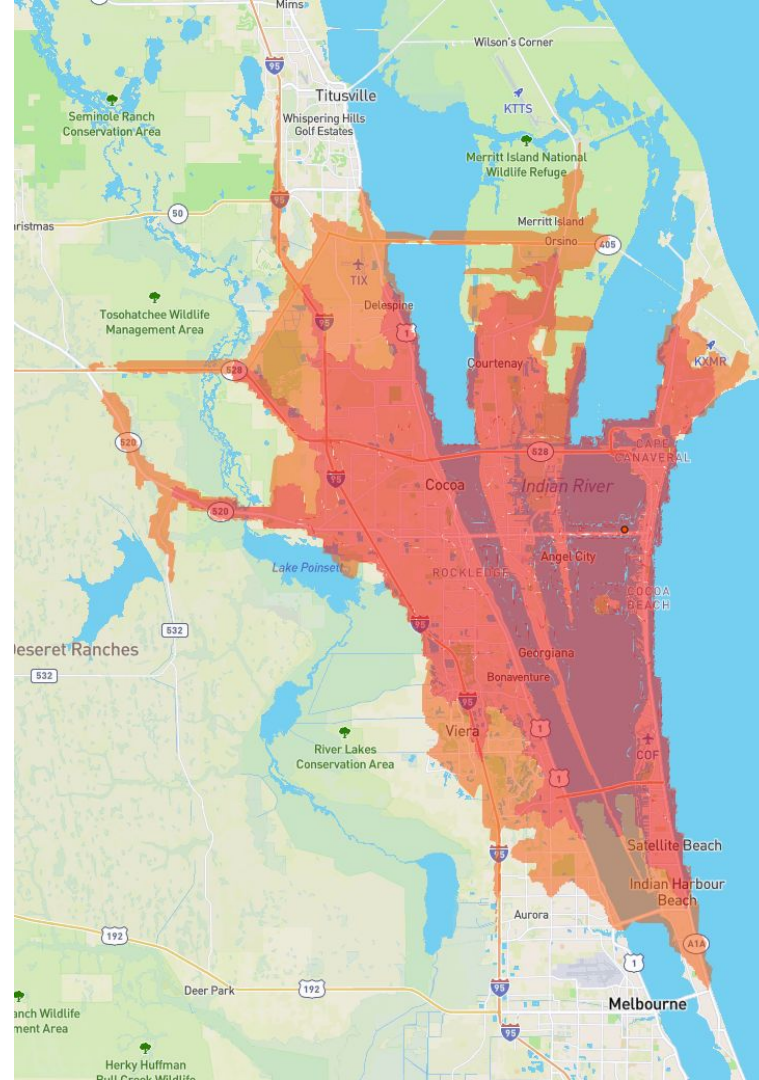 Mims
95
Wilson's Corner
Titusville
KTTS
Seminole Ranch
Conservation Area
Whispering Hills
Golf Estates
Merritt Island National
Wildlife Refuge
95
50
Merritt Island
ristmas
Orsino
405
TIX
Tosohatchee Wildlife
Management Area
Delespine
95
1
KXMR
Courtenay
528
520
528
CAPE
CANAVERAL
95
Cocoa
Indian River
520
Angel City
Lake Poinsett
ROCKLEDGE
COCOA
BEACH
95
532
Deseret Ranches
Georgiana
532
Bonaventure
95
1
Viera
River Lakes
Conservation Area
COF
1
95
Satellite Beach
Indian Harbour
Beach
Aurora
192
A1A
1
Deer Park
192
95
Melbourne
anch Wildlife
ment Area
95
Herky Huffman
Bull Creek Wildlife